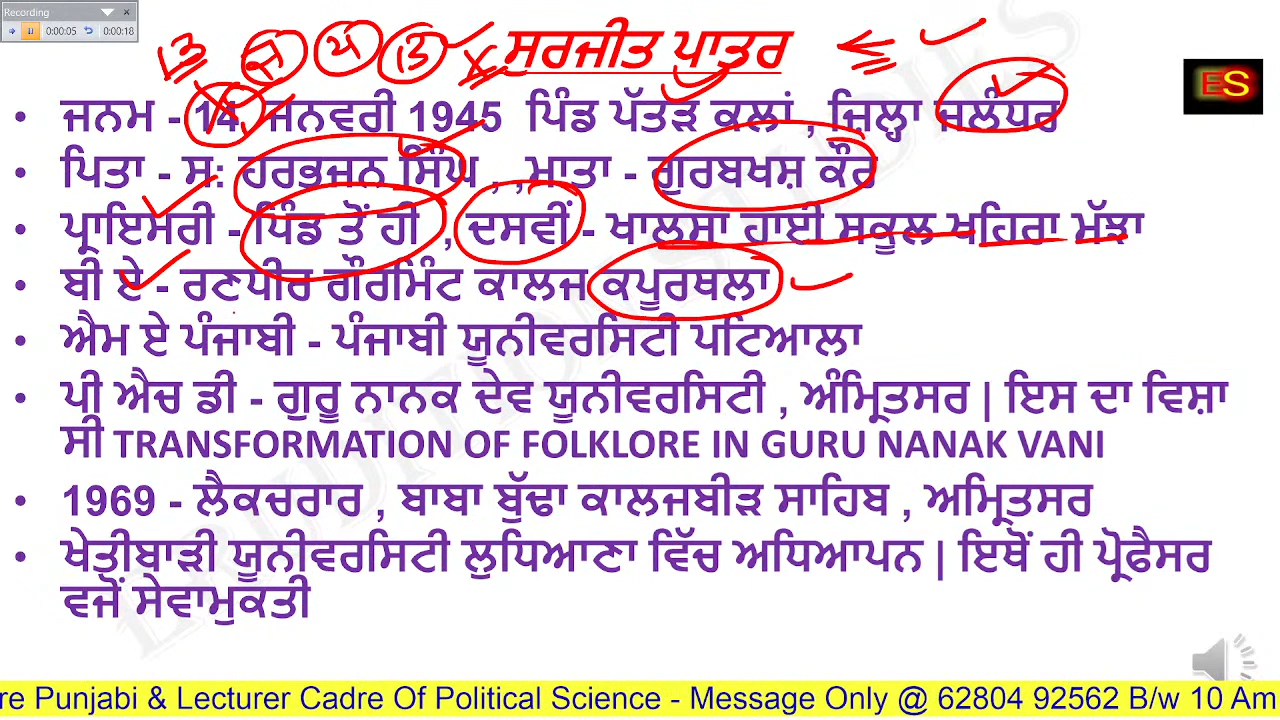 Recording
0:00:05 0:00:18
ਸਰਜੀਤ ਪਾਤਰ
ES
• ਜਨਮ - 14 ਜਨਵਰੀ 1945 ਪਿੰਡ ਪੱਤੜ ਕਲਾਂ , ਜ਼ਿਲ੍ਹਾ ਜਲੰਧਰ
• ਪਿਤਾ - ਸ: ਹਰਭਜਨ ਸਿੰਘ , ,ਮਾਤਾ - ਗੁਰਬਖਸ਼ ਕੌਰ
• ਪ੍ਰਾਇਮਰੀ - ਪਿੰਡ ਤੋਂ ਹੀ , ਦਸਵੀਂ - ਖਾਲਸਾ ਹਾਈ ਸਕੂਲ ਖਹਿਰਾ ਮੱਝਾ
• ਬੀ ਏ - ਰਣਧੀਰ ਗੌਰਮਿੰਟ ਕਾਲਜ ਕਪੂਰਥਲਾ
• ਐਮ ਏ ਪੰਜਾਬੀ - ਪੰਜਾਬੀ ਯੂਨੀਵਰਸਿਟੀ ਪਟਿਆਲਾ
• ਪੀ ਐਚ ਡੀ - ਗੁਰੂ ਨਾਨਕ ਦੇਵ ਯੂਨੀਵਰਸਿਟੀ , ਅੰਮ੍ਰਿਤਸਰ | ਇਸ ਦਾ ਵਿਸ਼ਾ
ਸੀ TRANSFORMATION OF FOLKLORE IN GURU NANAK VANI
• 1969 - ਲੈਕਚਰਾਰ , ਬਾਬਾ ਬੁੱਢਾ ਕਾਲਜਬੀੜ ਸਾਹਿਬ , ਅਮ੍ਰਿਤਸਰ
• ਖੇਤੀਬਾੜੀ ਯੂਨੀਵਰਸਿਟੀ ਲੁਧਿਆਣਾ ਵਿੱਚ ਅਧਿਆਪਨ | ਇਥੋਂ ਹੀ ਪ੍ਰੋਫੈਸਰ
ਵਜੋਂ ਸੇਵਾਮੁਕਤੀ
re Punjabi & Lecturer Cadre Of Political Science - Message Only @ 62804 92562 B/w 10 Am